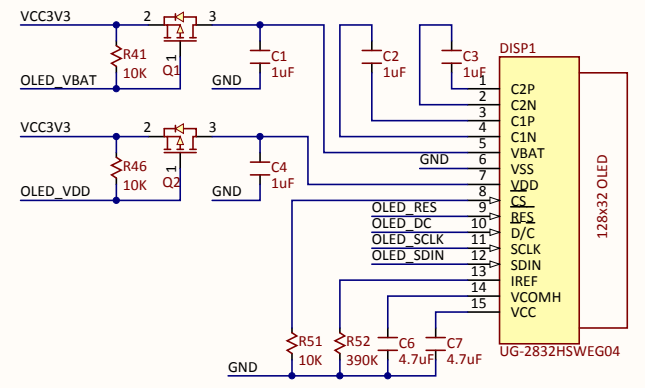 VCC3V3
2
3
R41
10K
1
Q1
OLED_VBAT
GND
C1
1uF
C2
1uF
C3
1uF
DISP1
VCC3V3
2
3
R46
10K
1
Q2
OLED_VDD
GND
C4
1uF
1 C2P
2 C2N
3 C1P
4 C1N
5 VBAT
GND 6 VSS
7 VDD
8 CS
OLED_RES 9 RES
OLED_DC 10 D/C
OLED_SCLK 11 SCLK
OLED_SDIN 12 SDIN
13 IREF
14 VCOMH
15 VCC
128x32 OLED
UG-2832HSWEG04
R51
10K
R52
390K
C6
4.7uF
C7
4.7uF
GND